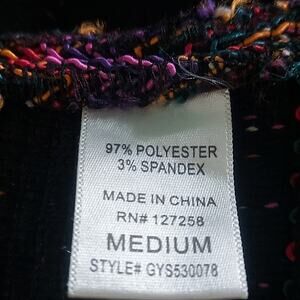 97% POLYESTER
3% SPANDEX
MADE IN CHINA
RN# 127258
MEDIUM
STYLE# GYS530078